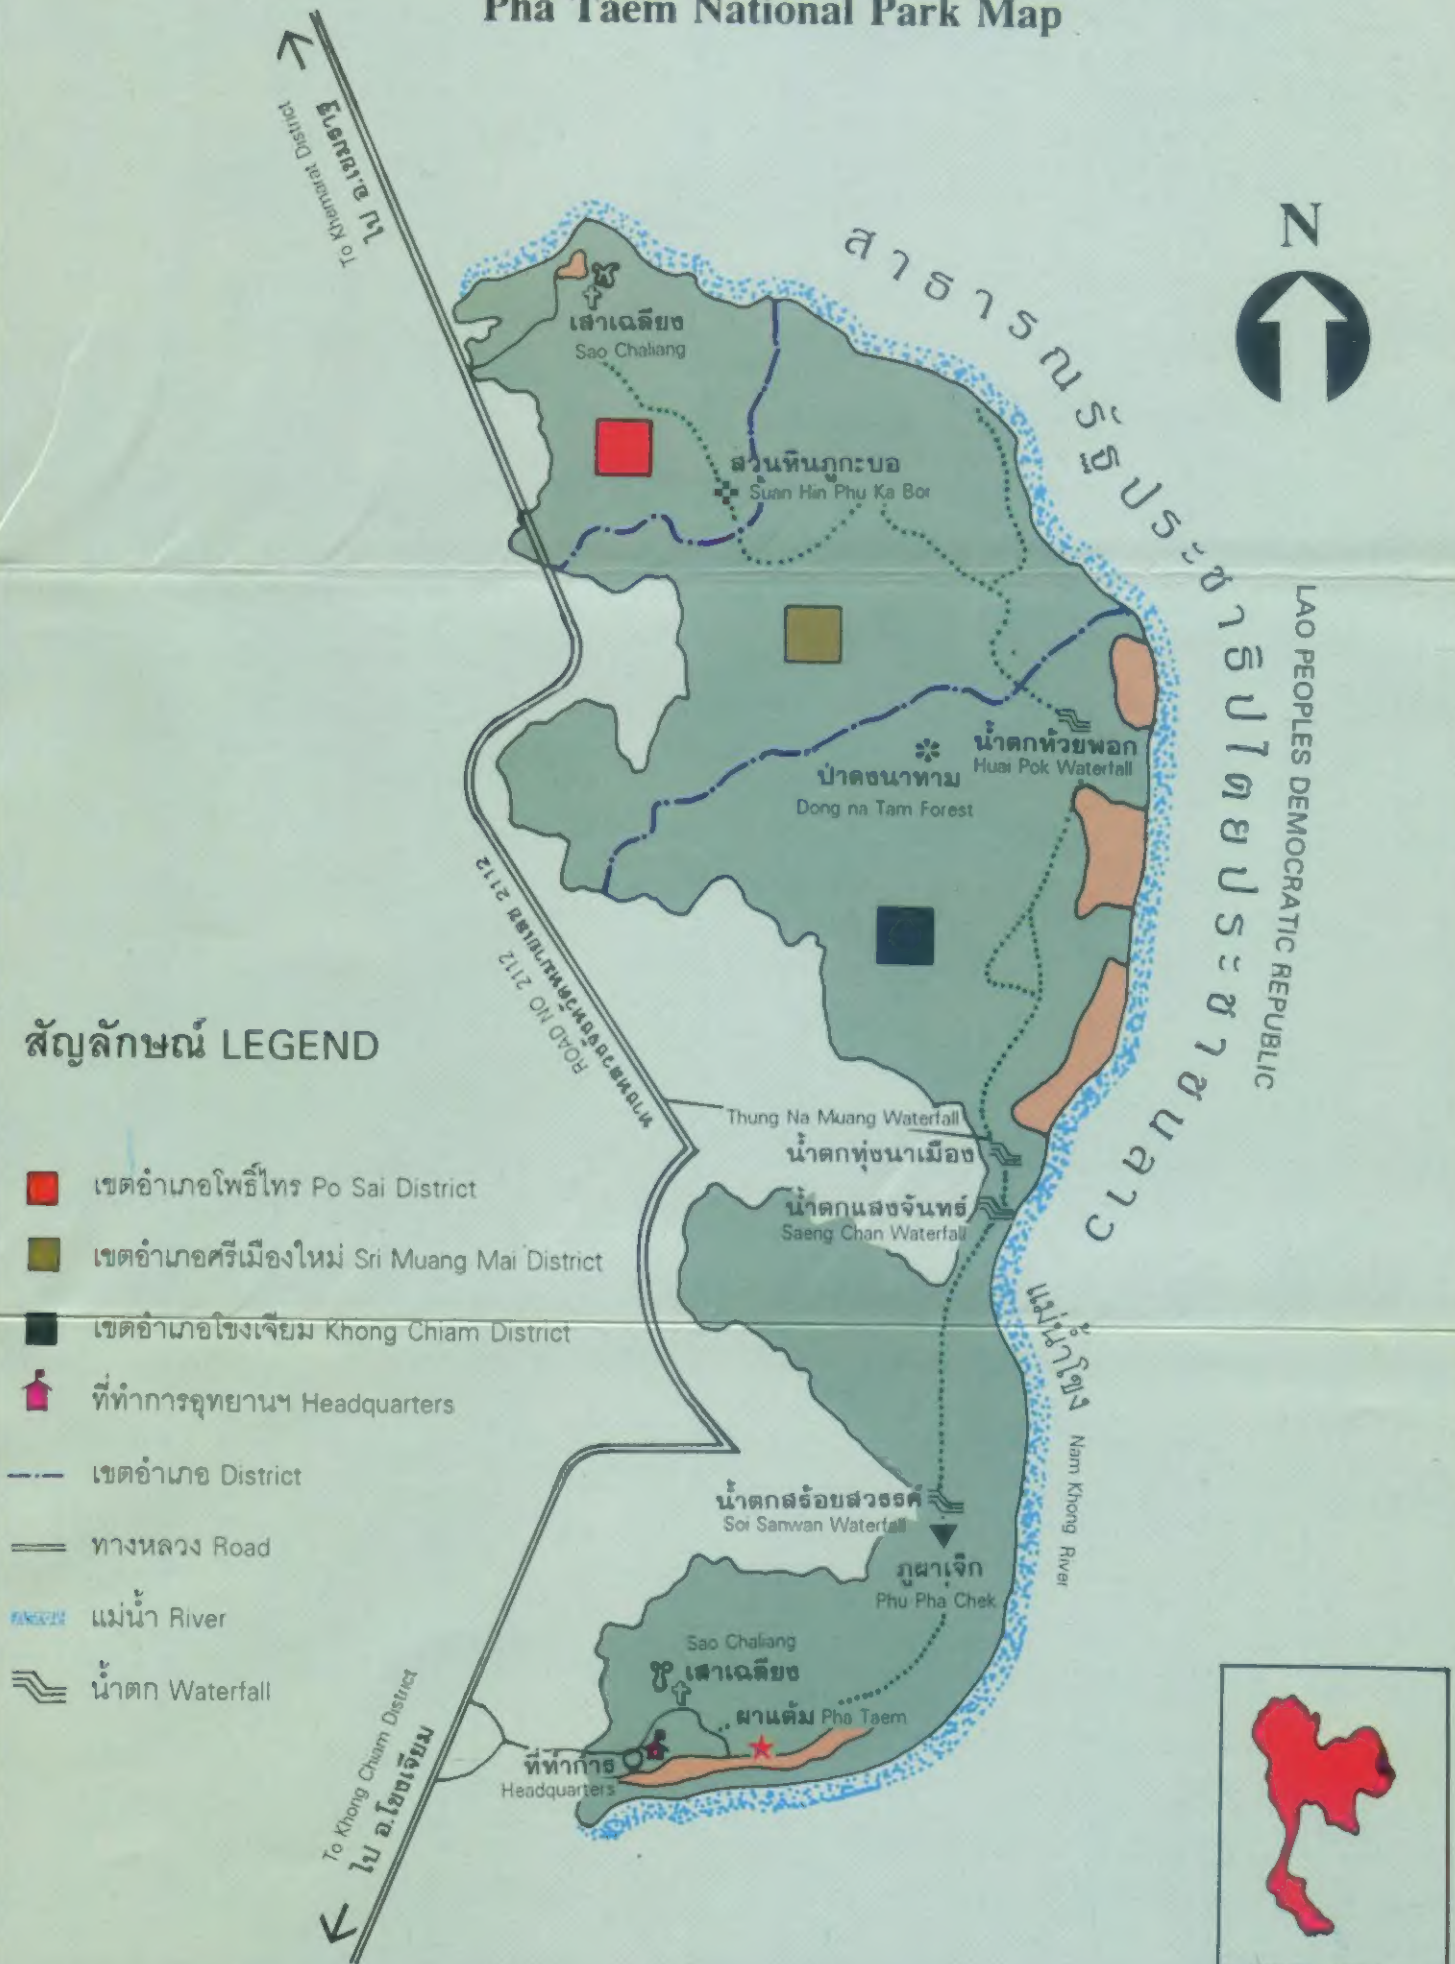 Pha Taem National Park Map
ไป อ.เขมราฐ
To Khemarat District
N
สาธารณรัฐประชาธิปไตยประชาชนลาว
LAO PEOPLES DEMOCRATIC REPUBLIC
เสาเฉลียง
Sao Chaliang
สวนหินภูกะบอ
Suan Hin Phu Ka Bor
น้ำตกห้วยพอก
Huai Pok Waterfall
ป่าดงนาทาม
Dong na Tam Forest
ทางหลวงจังหวัดหมายเลข 2112
ROAD NO 2112
Thung Na Muang Waterfall
น้ำตกทุ่งนาเมือง
น้ำตกแสงจันทร์
Saeng Chan Waterfall
แม่น้ำโขง Nam Khong River
น้ำตกสร้อยสวรรค์
Soi Sanwan Waterfall
ภูผาเจ็ก
Phu Pha Chek
Sao Chaliang
เสาเฉลียง
ผาแต้ม Pha Taem
ที่ทำการ
Headquarters
To Khong Chiam District
ไป อ.โขงเจียม
สัญลักษณ์ LEGEND
เขตอำเภอโพธิ์ไทร Po Sai District
เขตอำเภอศรีเมืองใหม่ Sri Muang Mai District
เขตอำเภอโขงเจียม Khong Chiam District
ที่ทำการอุทยานฯ Headquarters
เขตอำเภอ District
ทางหลวง Road
แม่น้ำ River
น้ำตก Waterfall